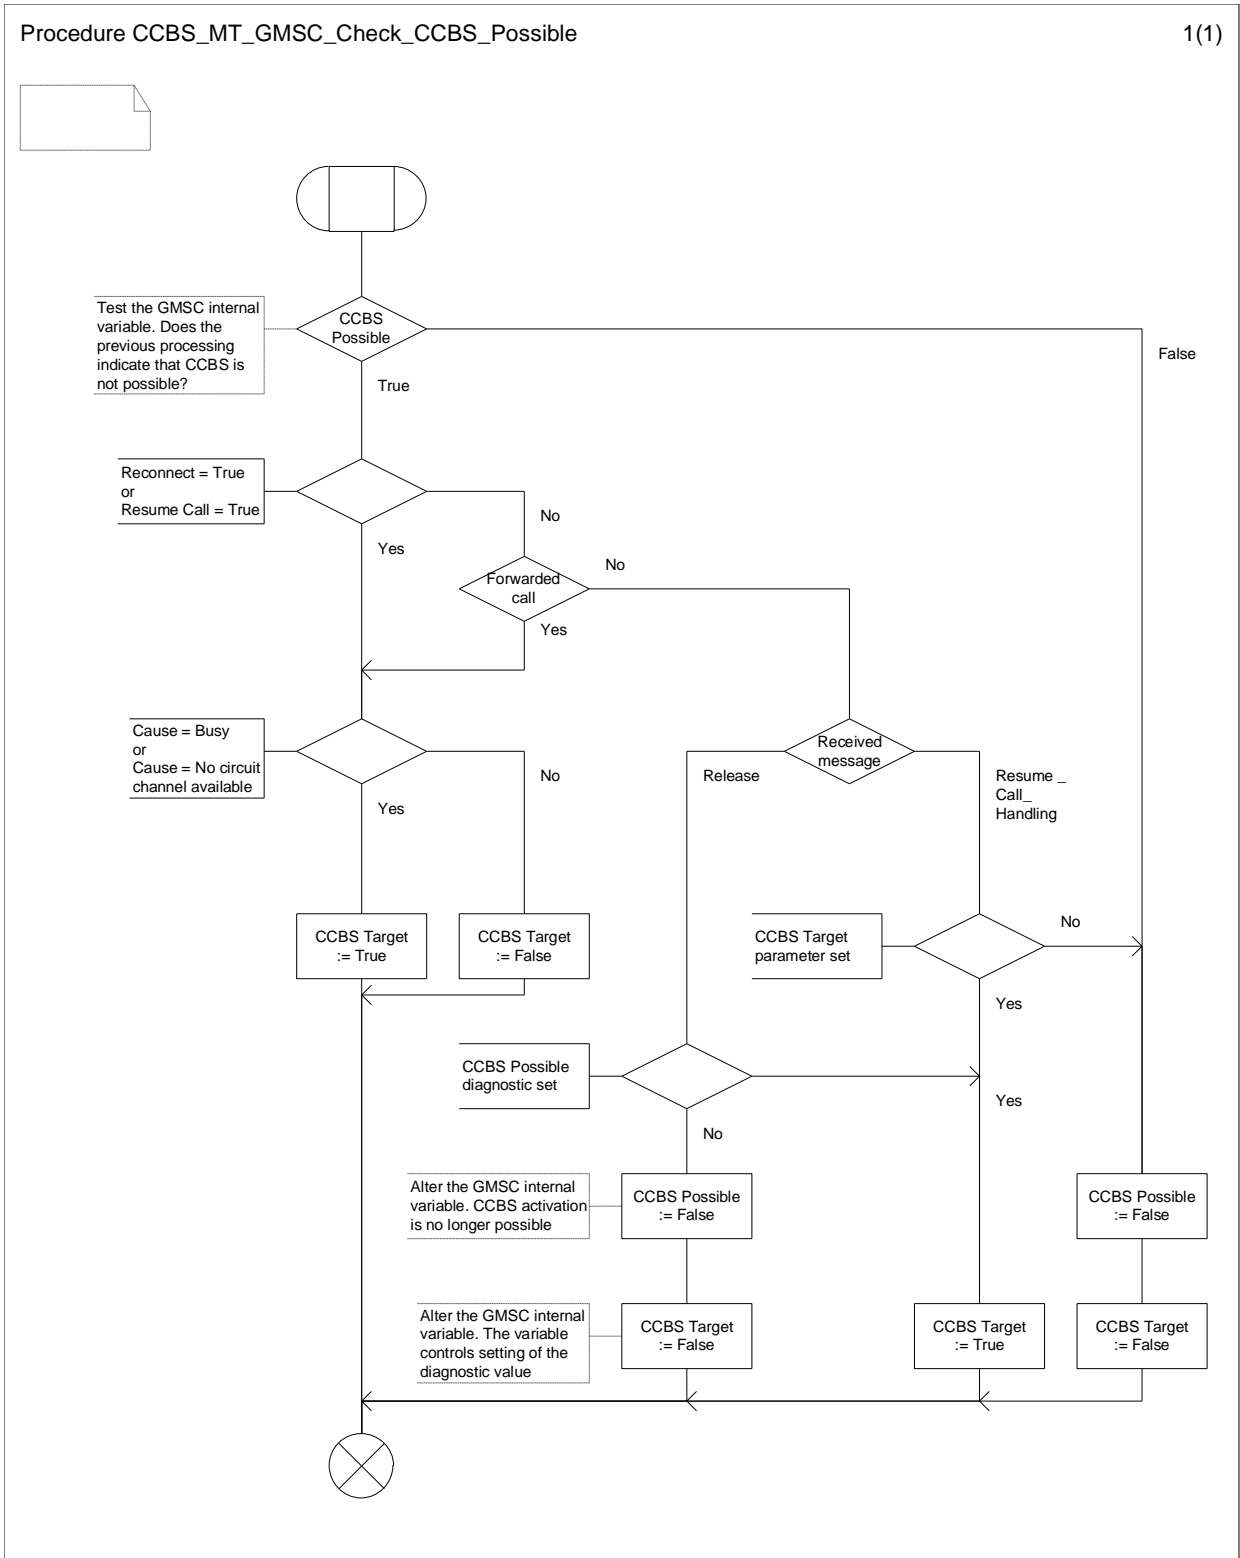 Procedure CCBS_MT_GMSC_Check_CCBS_Possible
1(1)
Test the GMSC internal
variable. Does the
previous processing
indicate that CCBS is
not possible?
CCBS
Possible
False
True
Reconnect = True
or
Resume Call = True
No
Yes
Forwarded
call
No
Yes
Cause = Busy
or
Cause = No circuit
channel available
No
Yes
Received
message
Release
Resume _
Call_
Handling
CCBS Target
:= True
CCBS Target
:= False
CCBS Target
parameter set
No
Yes
CCBS Possible
diagnostic set
Yes
No
Alter the GMSC internal
variable. CCBS activation
is no longer possible
CCBS Possible
:= False
CCBS Possible
:= False
Alter the GMSC internal
variable. The variable
controls setting of the
diagnostic value
CCBS Target
:= False
CCBS Target
:= True
CCBS Target
:= False